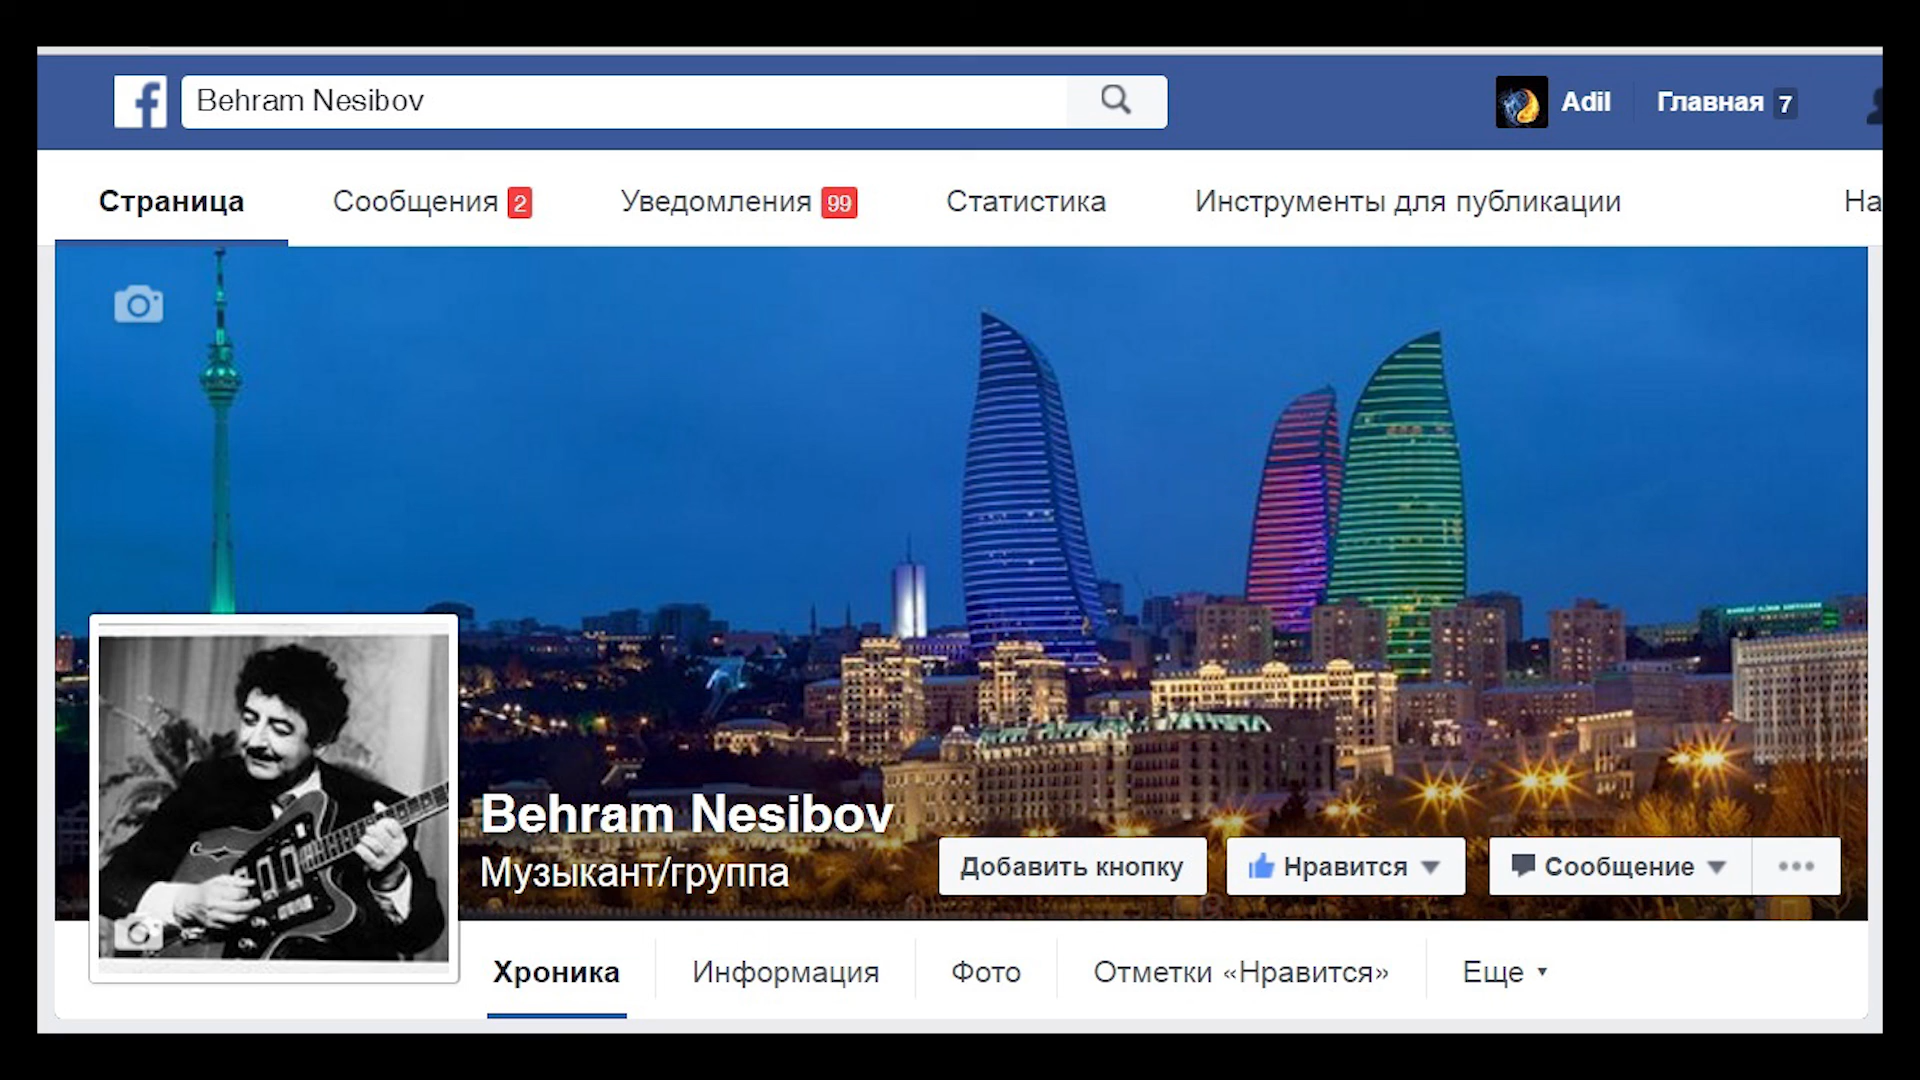 Behram Nesibov
Adil
Главная 7
Страница
Сообщения 2
Уведомления 99
Статистика
Инструменты для публикации
На
Behram Nesibov
Музыкант/группа
Добавить кнопку
Нравится
Сообщение
Хроника
Информация
Фото
Отметки «Нравится»
Еще